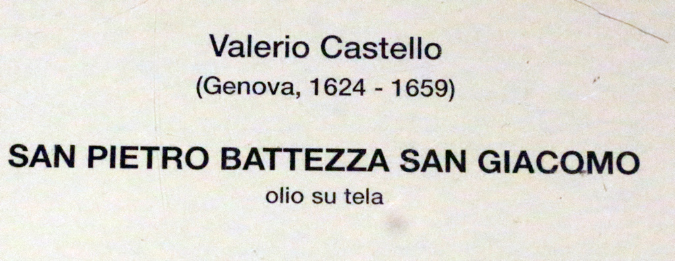 Valerio Castello
(Genova, 1624 - 1659)
SAN PIETRO BATTEZZA SAN GIACOMO
olio su tela